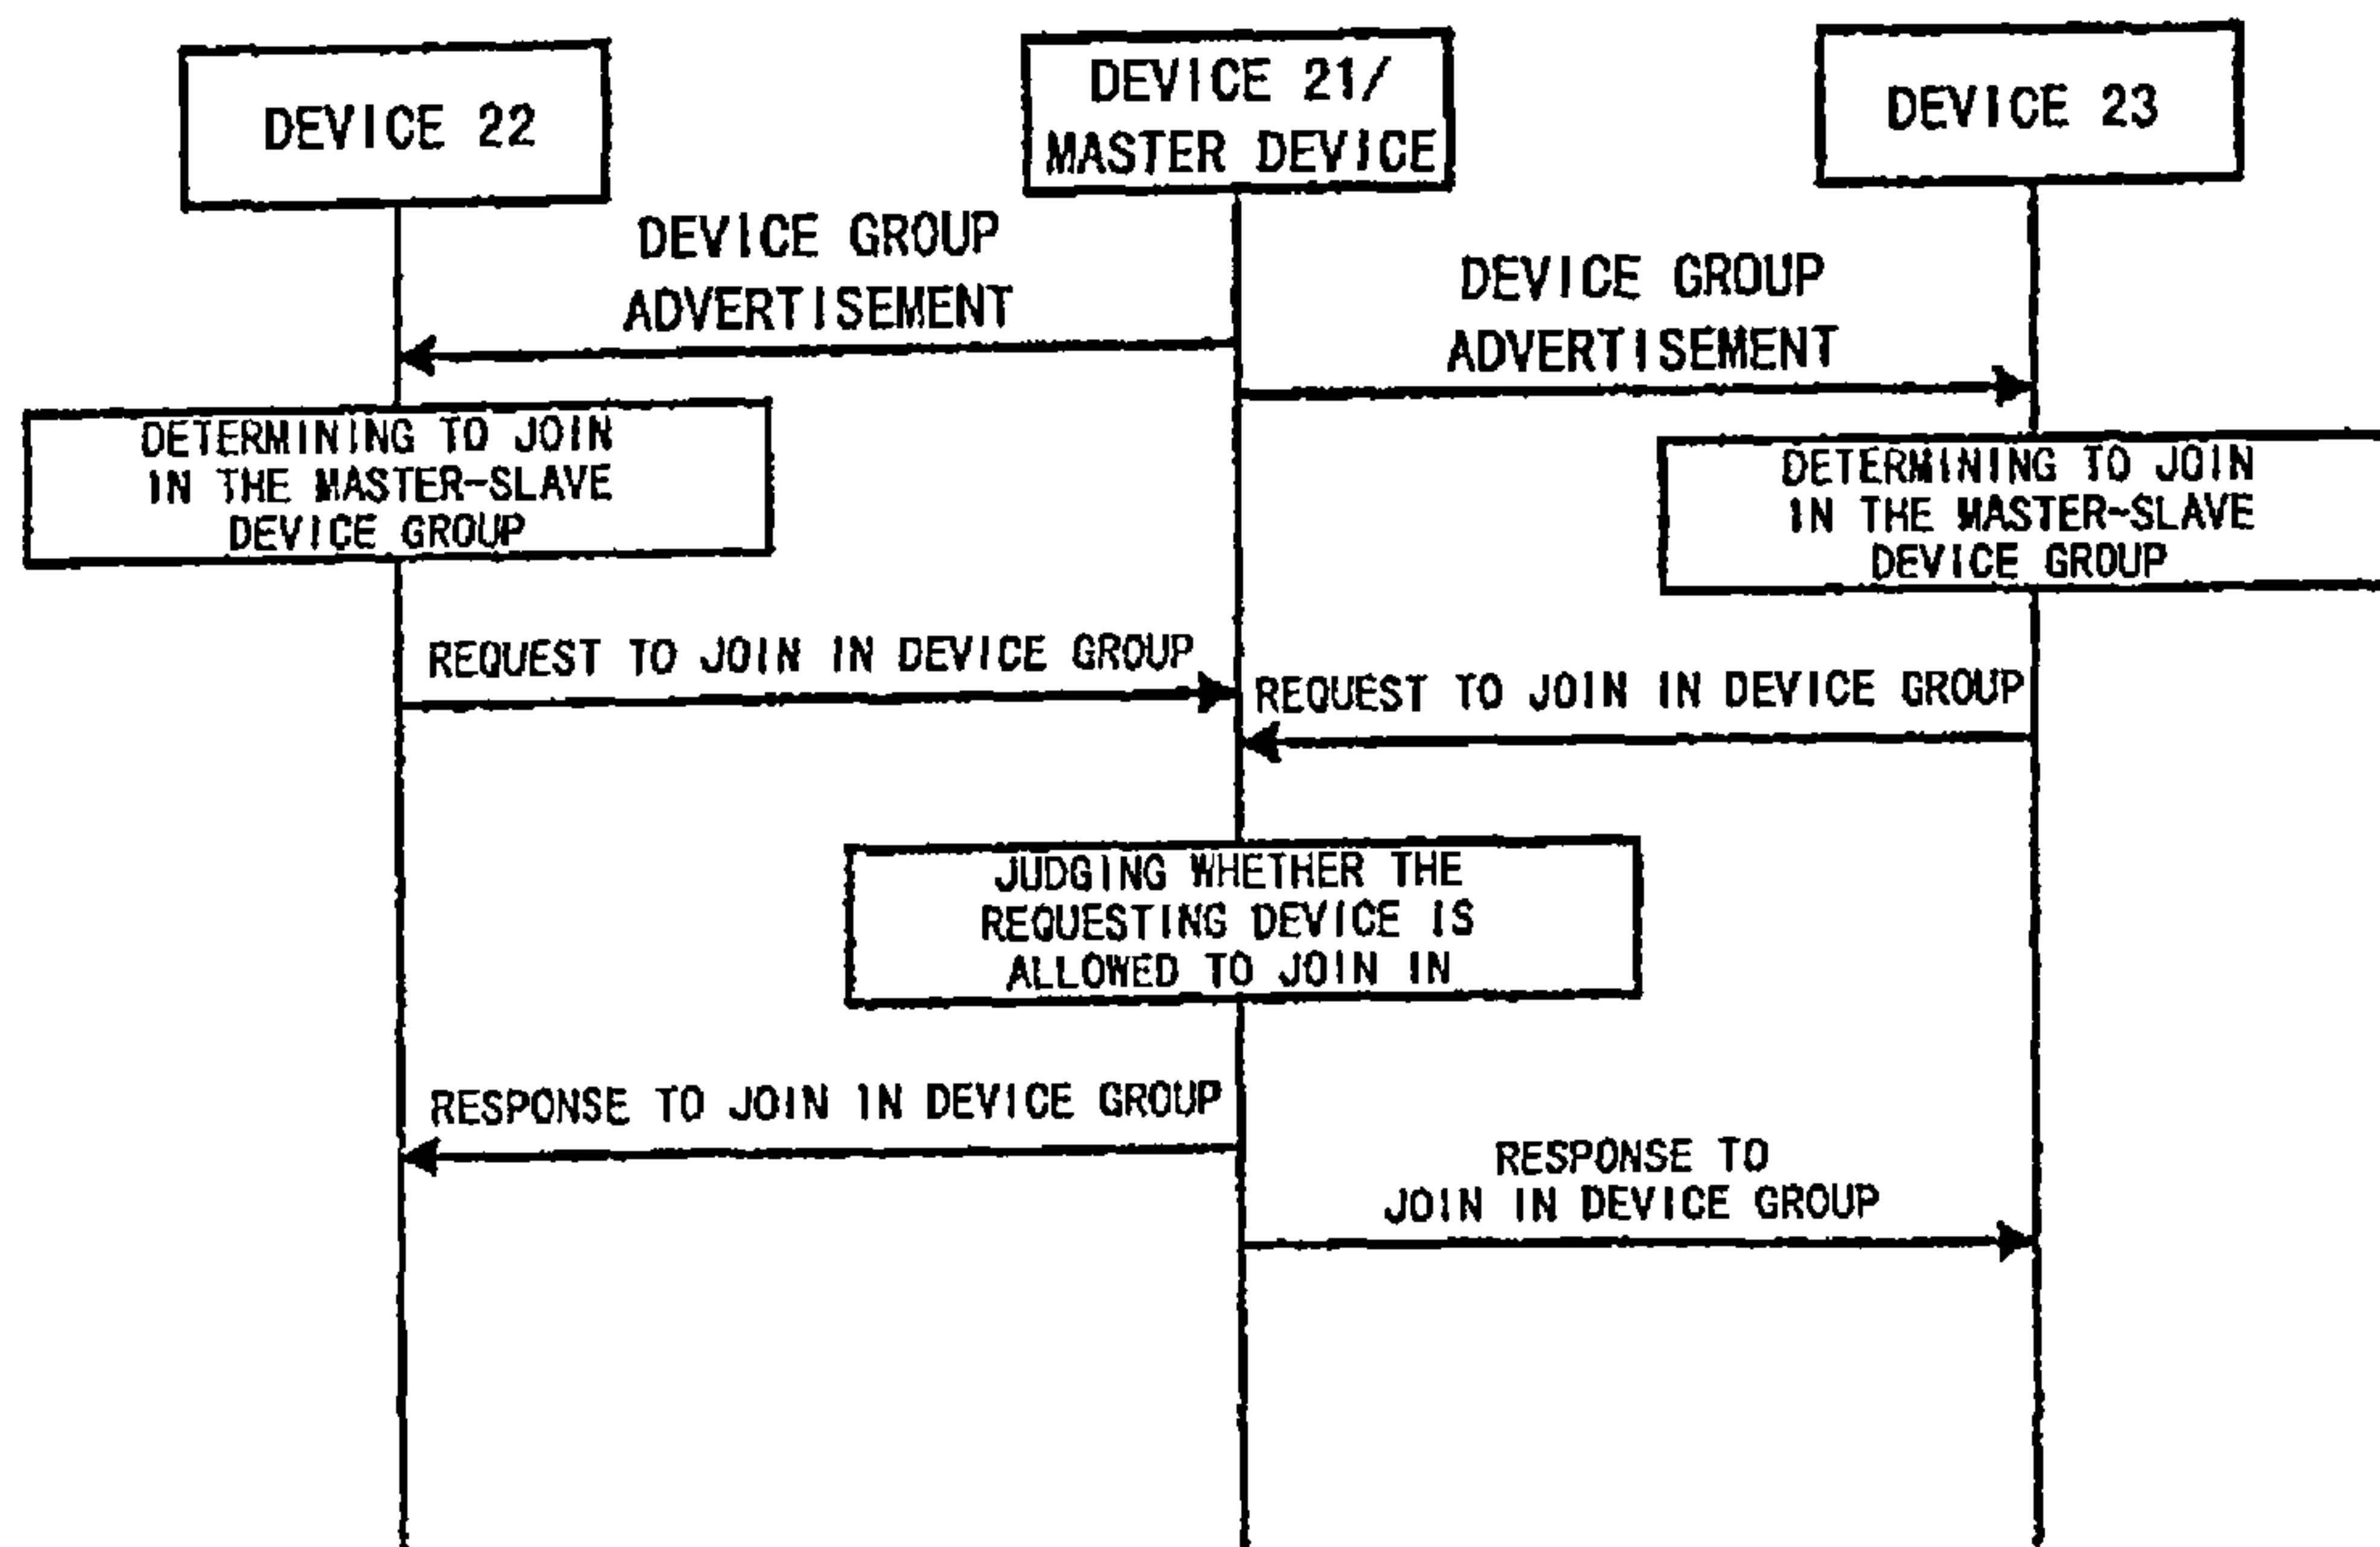 DEVICE 22
DEVICE 21/
MASTER DEVICE
DEVICE 23
DEVICE GROUP
ADVERTISEMENT
DEVICE GROUP
ADVERTISEMENT
DETERMINING TO JOIN
IN THE MASTER-SLAVE
DEVICE GROUP
DETERMINING TO JOIN
IN THE MASTER-SLAVE
DEVICE GROUP
REQUEST TO JOIN IN DEVICE GROUP
REQUEST TO JOIN IN DEVICE GROUP
JUDGING WHETHER THE
REQUESTING DEVICE IS
ALLOWED TO JOIN IN
RESPONSE TO JOIN IN DEVICE GROUP
RESPONSE TO
JOIN IN DEVICE GROUP